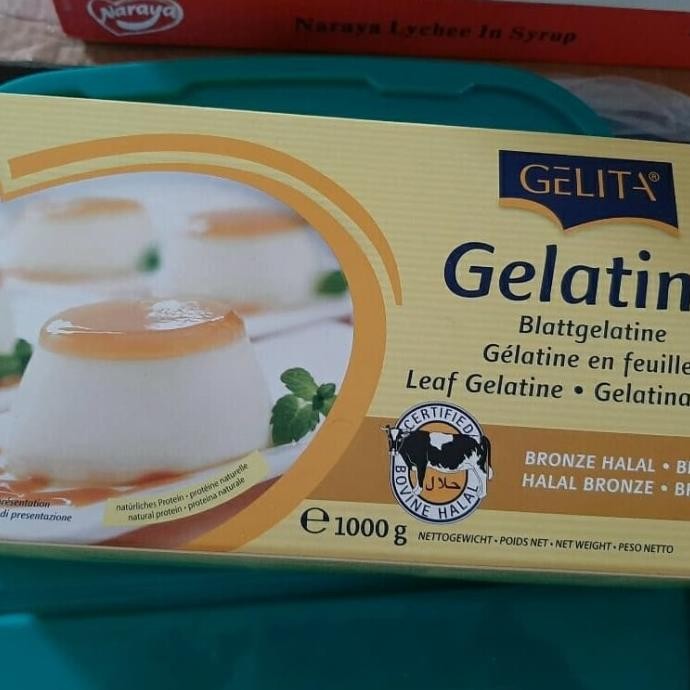 Naraya
Naraya Lychee In Syrup
GELITA®
Gelatin
Blattgelatine
Gélatine en feuille
Leaf Gelatine • Gelatina
CERTIFIED
حلال
BOVINE HALAL
BRONZE HALAL •
HALAL BRONZE •
natürliches Protein • protéine naturelle
natural protein • proteina naturale
di presentazione
e 1000 g
NETTOGEWICHT • POIDS NET • NET WEIGHT • PESO NETTO